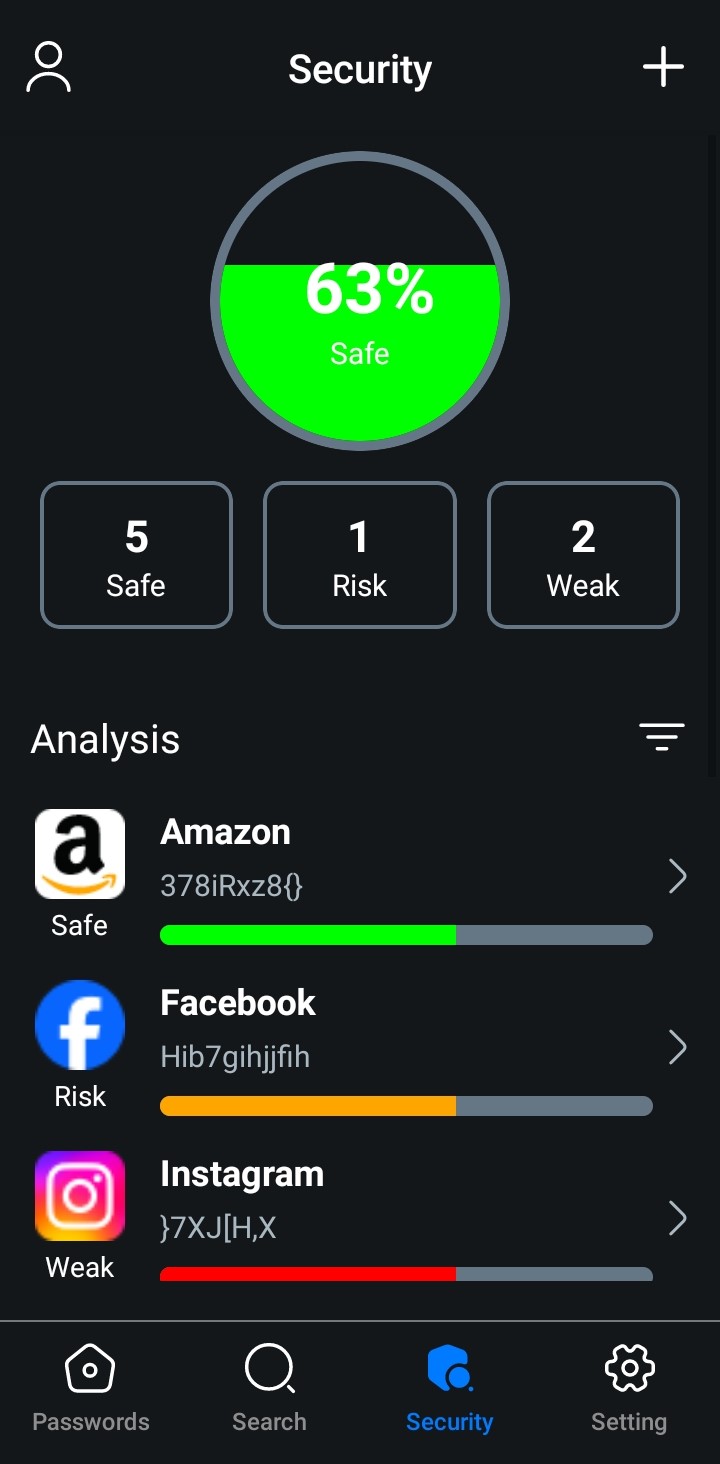 Security
63%
Safe
5
Safe
1
Risk
2
Weak
Analysis
Amazon
378iRxz8{}
Safe
Facebook
Hib7gihjjfih
Risk
Instagram
}7XJ[H,X
Weak
Passwords
Search
Security
Setting